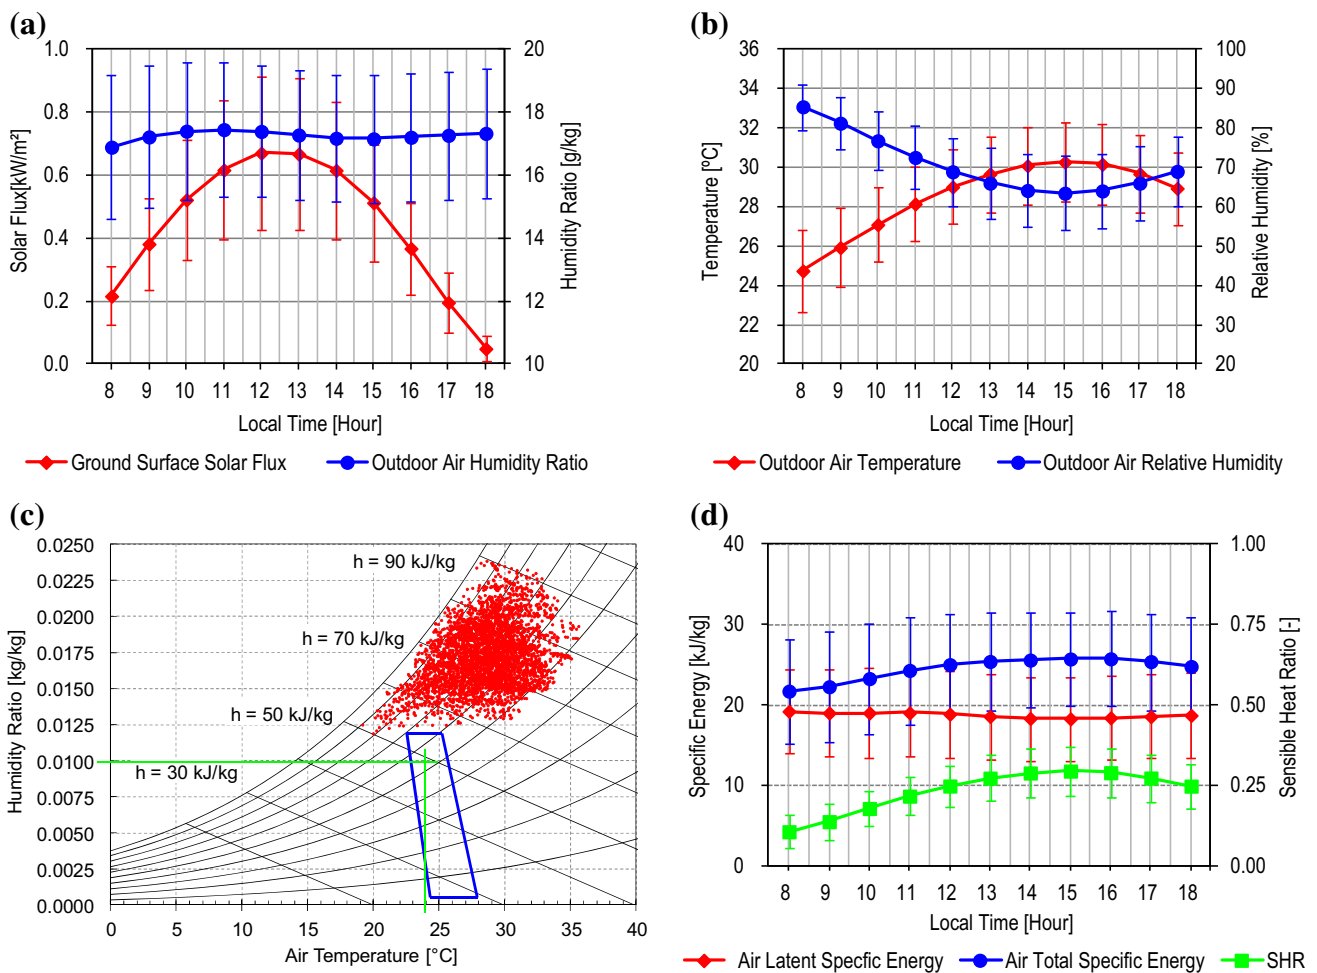 (a)
1.0
0.8
0.6
0.4
0.2
0.0
Solar Flux[kW/m²]
20
18
16
14
12
10
Humidity Ratio [g/kg]
8 9 10 11 12 13 14 15 16 17 18
Local Time [Hour]
Ground Surface Solar Flux Outdoor Air Humidity Ratio
(b)
36
34
32
30
28
26
24
22
20
Temperature [ºC]
100
90
80
70
60
50
40
30
20
Relative Humidity [%]
8 9 10 11 12 13 14 15 16 17 18
Local Time [Hour]
Outdoor Air Temperature Outdoor Air Relative Humidity
(c)
0.0250
0.0225
0.0200
0.0175
0.0150
0.0125
0.0100
0.0075
0.0050
0.0025
0.0000
Humidity Ratio [kg/kg]
h = 90 kJ/kg
h = 70 kJ/kg
h = 50 kJ/kg
h = 30 kJ/kg
0 5 10 15 20 25 30 35 40
Air Temperature [°C]
(d)
40
30
20
10
0
Specific Energy [kJ/kg]
1.00
0.75
0.50
0.25
0.00
Sensible Heat Ratio [-]
8 9 10 11 12 13 14 15 16 17 18
Local Time [Hour]
Air Latent Specfic Energy Air Total Specific Energy SHR